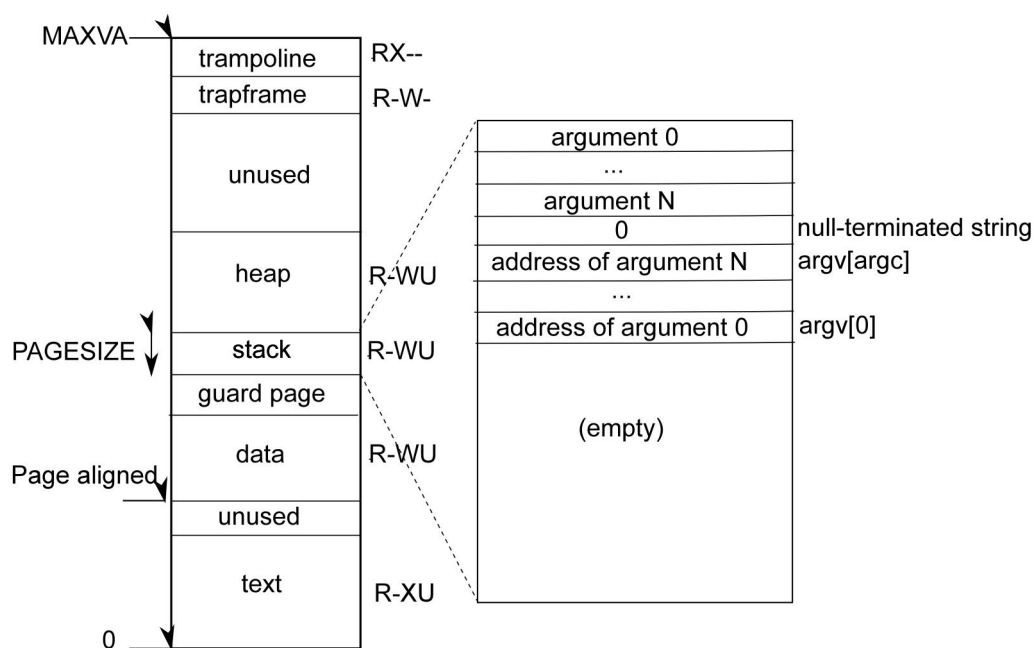 MAXVA
trampoline
RX--
trapframe
R-W-
unused
heap
R-WU
PAGESIZE
stack
R-WU
guard page
data
R-WU
Page aligned
unused
text
R-XU
0
argument 0
...
argument N
0
null-terminated string
address of argument N
argv[argc]
...
address of argument 0
argv[0]
(empty)